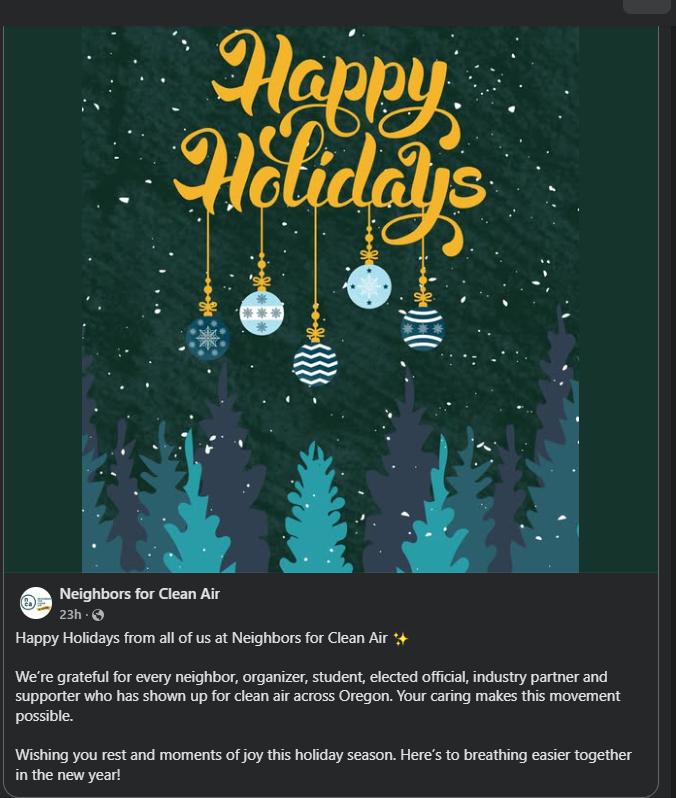 Happy
Holidays
Neighbors for Clean Air
23h ·
Happy Holidays from all of us at Neighbors for Clean Air ✨
We're grateful for every neighbor, organizer, student, elected official, industry partner and
supporter who has shown up for clean air across Oregon. Your caring makes this movement
possible.
Wishing you rest and moments of joy this holiday season. Here's to breathing easier together
in the new year!